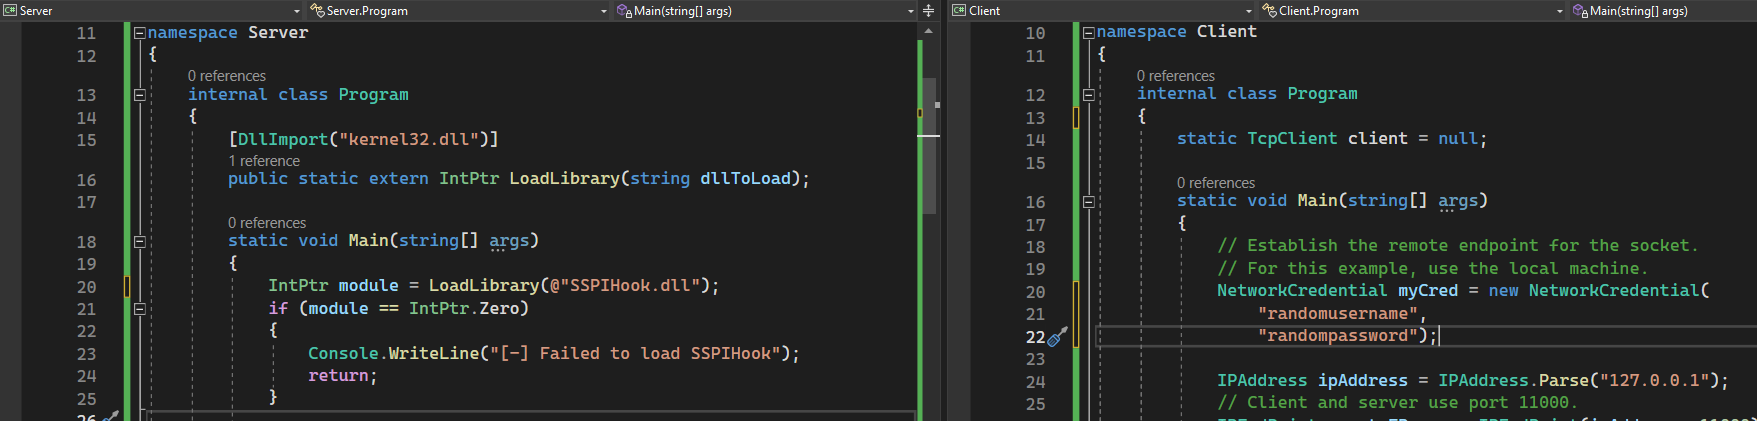 Server Server.Program Main(string[] args)
11 namespace Server
12 {
0 references
13 internal class Program
14 {
15 [DllImport("kernel32.dll")]
1 reference
16 public static extern IntPtr LoadLibrary(string dllToLoad);
17
0 references
18 static void Main(string[] args)
19 {
20 IntPtr module = LoadLibrary(@"SSPIHook.dll");
21 if (module == IntPtr.Zero)
22 {
23 Console.WriteLine("[-] Failed to load SSPIHook");
24 return;
25 }
26
Client Client.Program Main(string[] args)
10 namespace Client
11 {
0 references
12 internal class Program
13 {
14 static TcpClient client = null;
15
0 references
16 static void Main(string[] args)
17 {
18 // Establish the remote endpoint for the socket.
19 // For this example, use the local machine.
20 NetworkCredential myCred = new NetworkCredential(
21 "randomusername",
22 "randompassword");
23
24 IPAddress ipAddress = IPAddress.Parse("127.0.0.1");
25 // Client and server use port 11000.